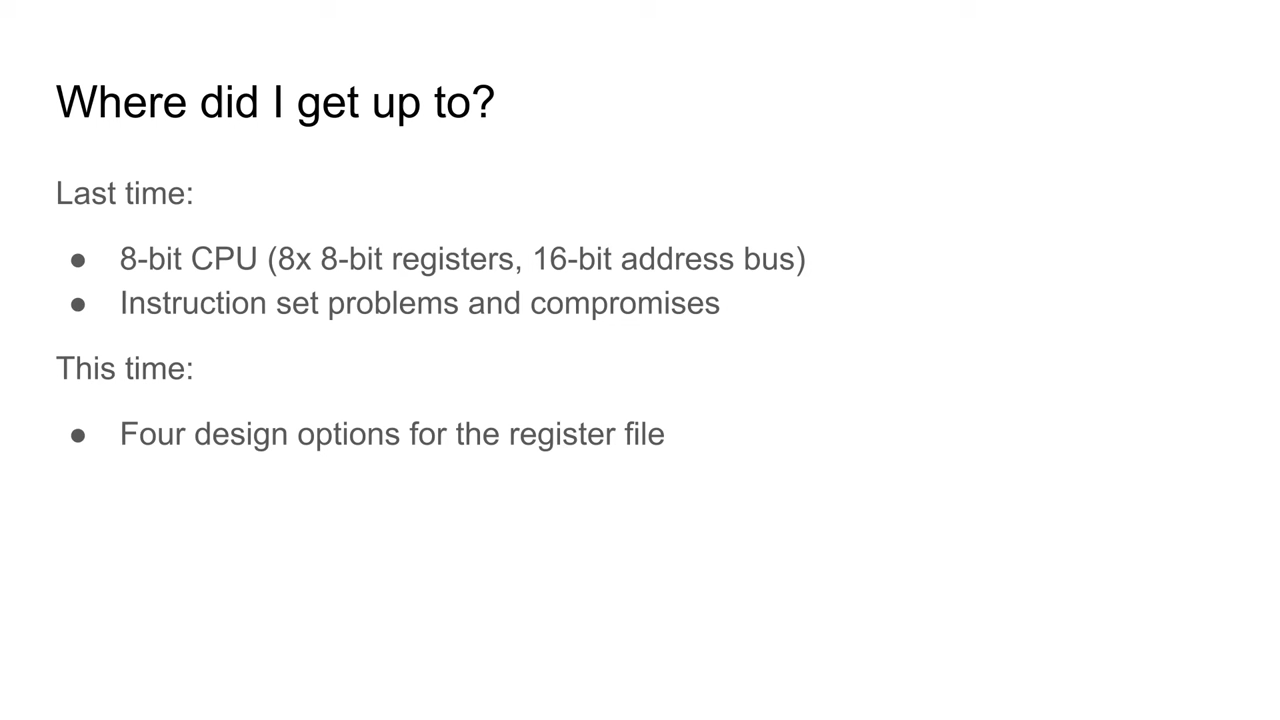 Where did I get up to?
Last time:
● 8-bit CPU (8x 8-bit registers, 16-bit address bus)
● Instruction set problems and compromises
This time:
● Four design options for the register file